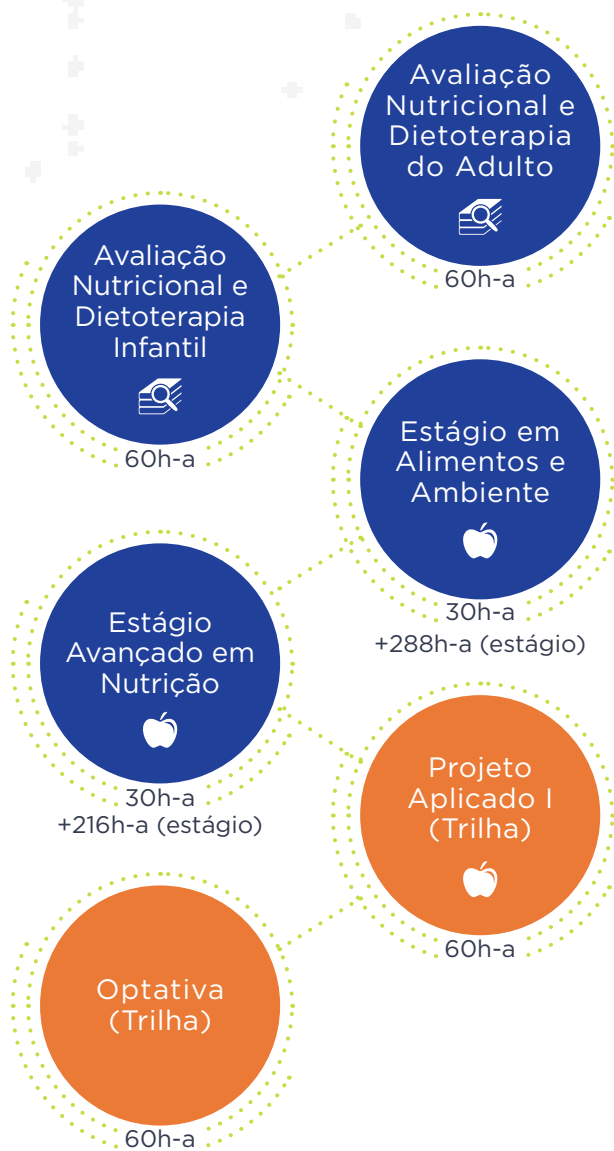 Avaliação
Nutricional e
Dietoterapia
do Adulto
60h-a
Avaliação
Nutricional e
Dietoterapia
Infantil
60h-a
Estágio em
Alimentos e
Ambiente
30h-a
+288h-a (estágio)
Estágio
Avançado em
Nutrição
30h-a
+216h-a (estágio)
Projeto
Aplicado I
(Trilha)
60h-a
Optativa
(Trilha)
60h-a